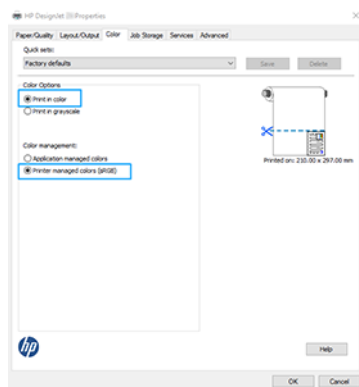 HP DesignJet Properties
Paper/Quality Layout/Output Color Job Storage Services Advanced
Quick sets:
Factory defaults
Save Delete
Color Options
Print in color
Print in grayscale
Printed on: 210.00 x 297.00 mm
Color management:
Application managed colors
Printer managed colors (sRGB)
hp
Help
OK Cancel